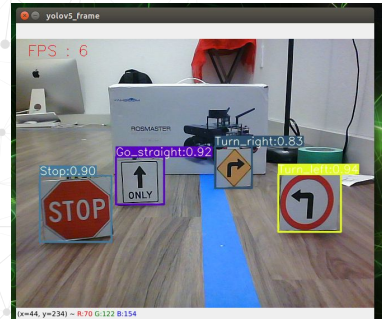 yolov5_frame
FPS : 6
ROSMASTER
Turn_right:0.83
Go_straight:0.92
Stop:0.90
Turn_left:0.94
ONLY
STOP
(x=44, y=234) ~ R:70 G:122 B:154